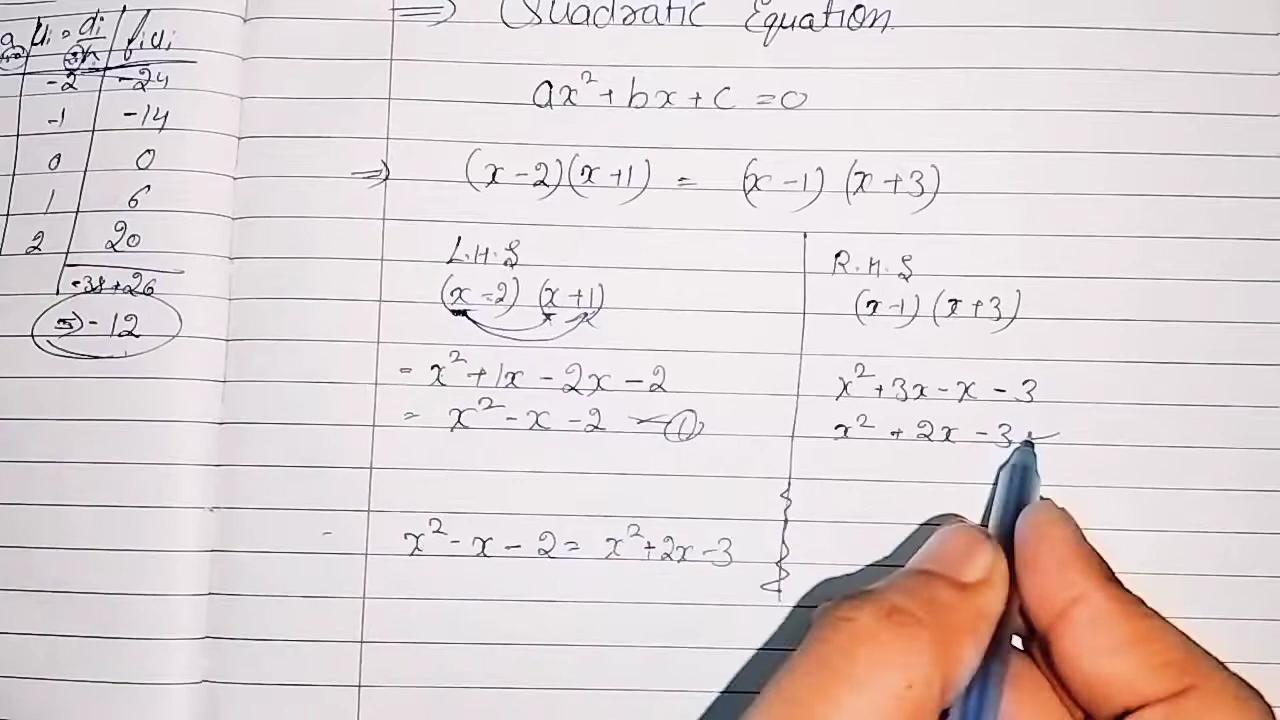 ⇒ Quadratic Equation
ax²+bx+c=0
⇒ (x-2)(x+1) = (x-1)(x+3)
L.H.S
(x-2) (x+1)
= x²+1x-2x-2
= x²-x-2 —①
R.H.S
(x-1)(x+3)
x²+3x-x-3
x²+2x-3
x²-x-2= x²+2x-3
fiui
-2 -24
-1 -14
0 0
1 6
2 20
-38+26
⇒-12